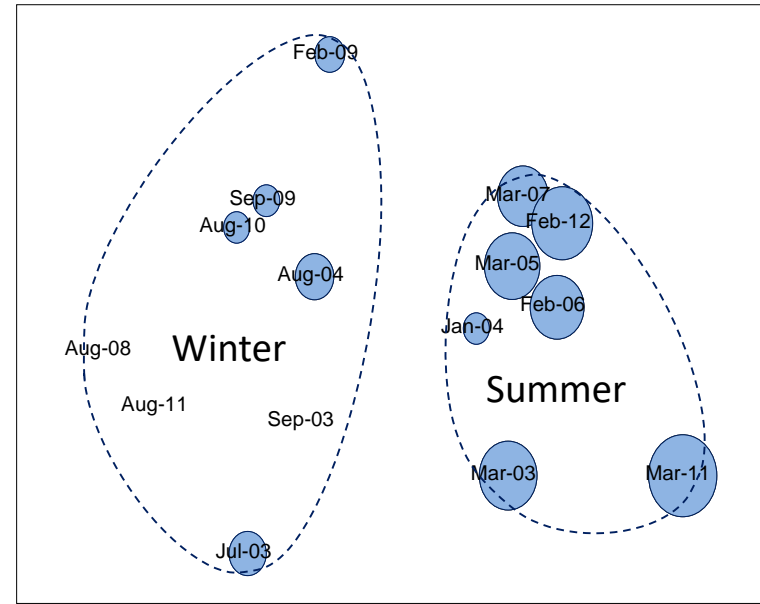 Feb-09
Mar-07
Sep-09
Feb-12
Aug-10
Mar-05
Aug-04
Feb-06
Jan-04
Aug-08
Winter
Summer
Aug-11
Sep-03
Mar-03
Mar-11
Jul-03